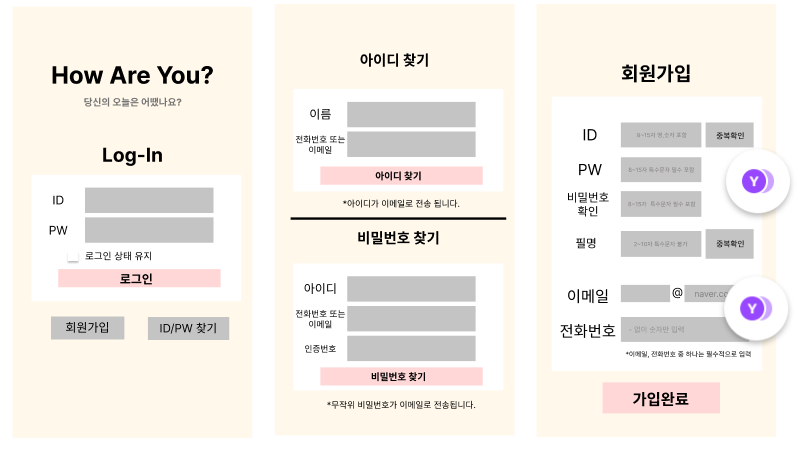 How Are You?
당신의 오늘은 어땠나요?
Log-In
ID
PW
로그인 상태 유지
로그인
회원가입
ID/PW 찾기
아이디 찾기
이름
전화번호 또는
이메일
아이디 찾기
*아이디가 이메일로 전송 됩니다.
비밀번호 찾기
아이디
전화번호 또는
이메일
인증번호
비밀번호 찾기
*무작위 비밀번호가 이메일로 전송됩니다.
회원가입
ID
중복확인
PW
8~15자 특수문자 필수 포함
비밀번호
확인
8~15자 특수문자 필수 포함
필명
2~10자 특수문자 불가
중복확인
이메일
@ naver.co
전화번호
- 없이 숫자만 입력
*이메일, 전화번호 중 하나는 필수적으로 입력
가입완료
Y
Y